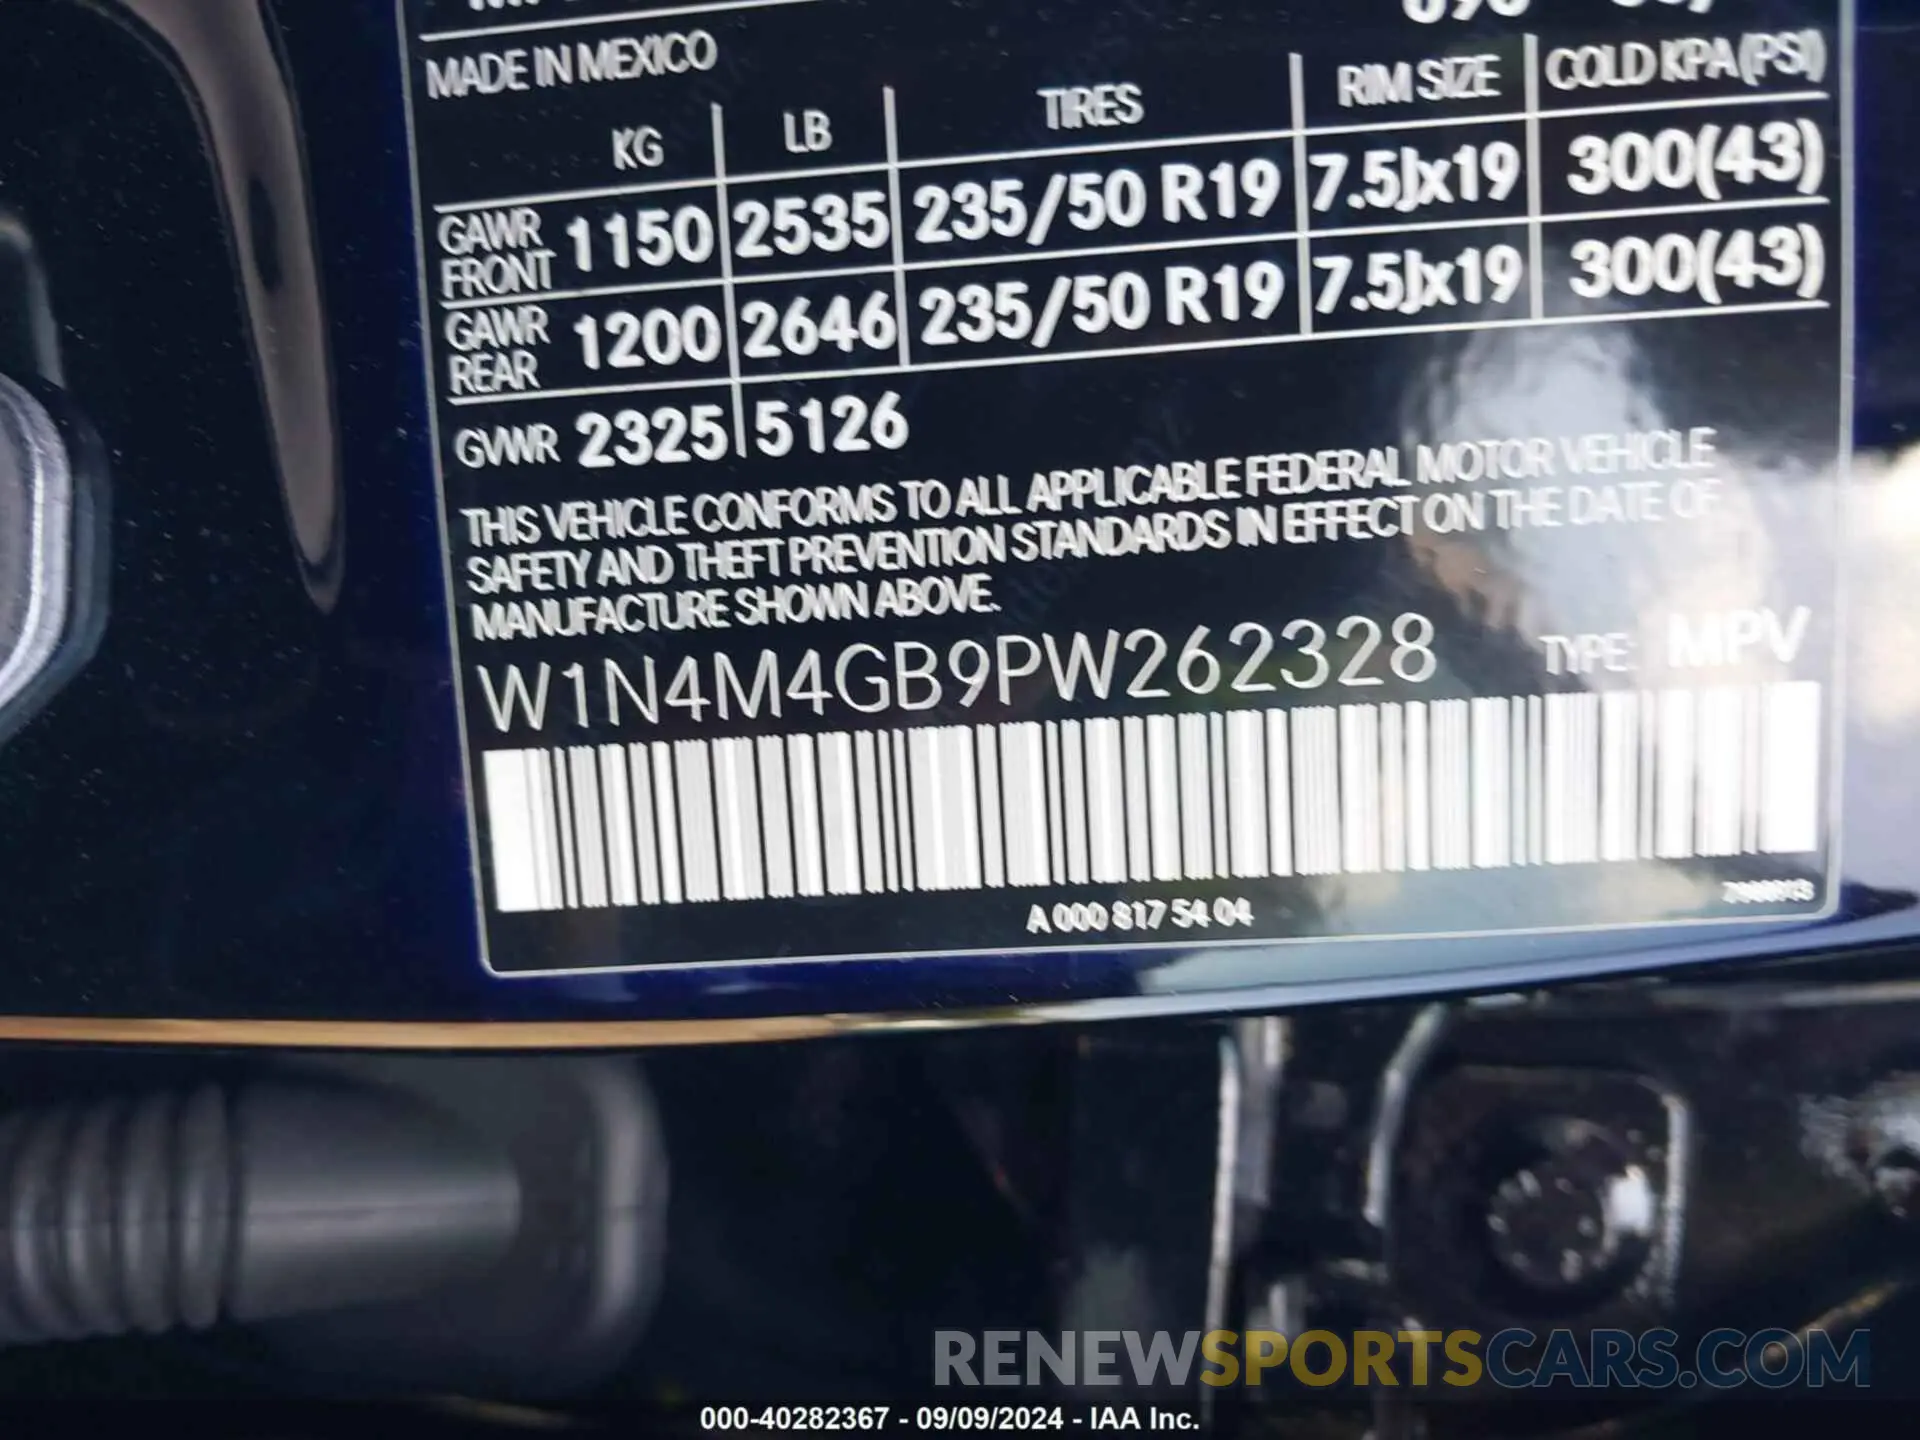 MADE IN MEXICO
KG LB TIRES RIM SIZE COLD KPA(PSI)
GAWR FRONT 1150 2535 235/50 R19 7.5Jx19 300(43)
GAWR REAR 1200 2646 235/50 R19 7.5Jx19 300(43)
GVWR 2325 5126
THIS VEHICLE CONFORMS TO ALL APPLICABLE FEDERAL MOTOR VEHICLE
SAFETY AND THEFT PREVENTION STANDARDS IN EFFECT ON THE DATE OF
MANUFACTURE SHOWN ABOVE.
W1N4M4GB9PW262328 TYPE: MPV
A 000 817 54 04
RENEWSPORTSCARS.COM
000-40282367 - 09/09/2024 - IAA Inc.